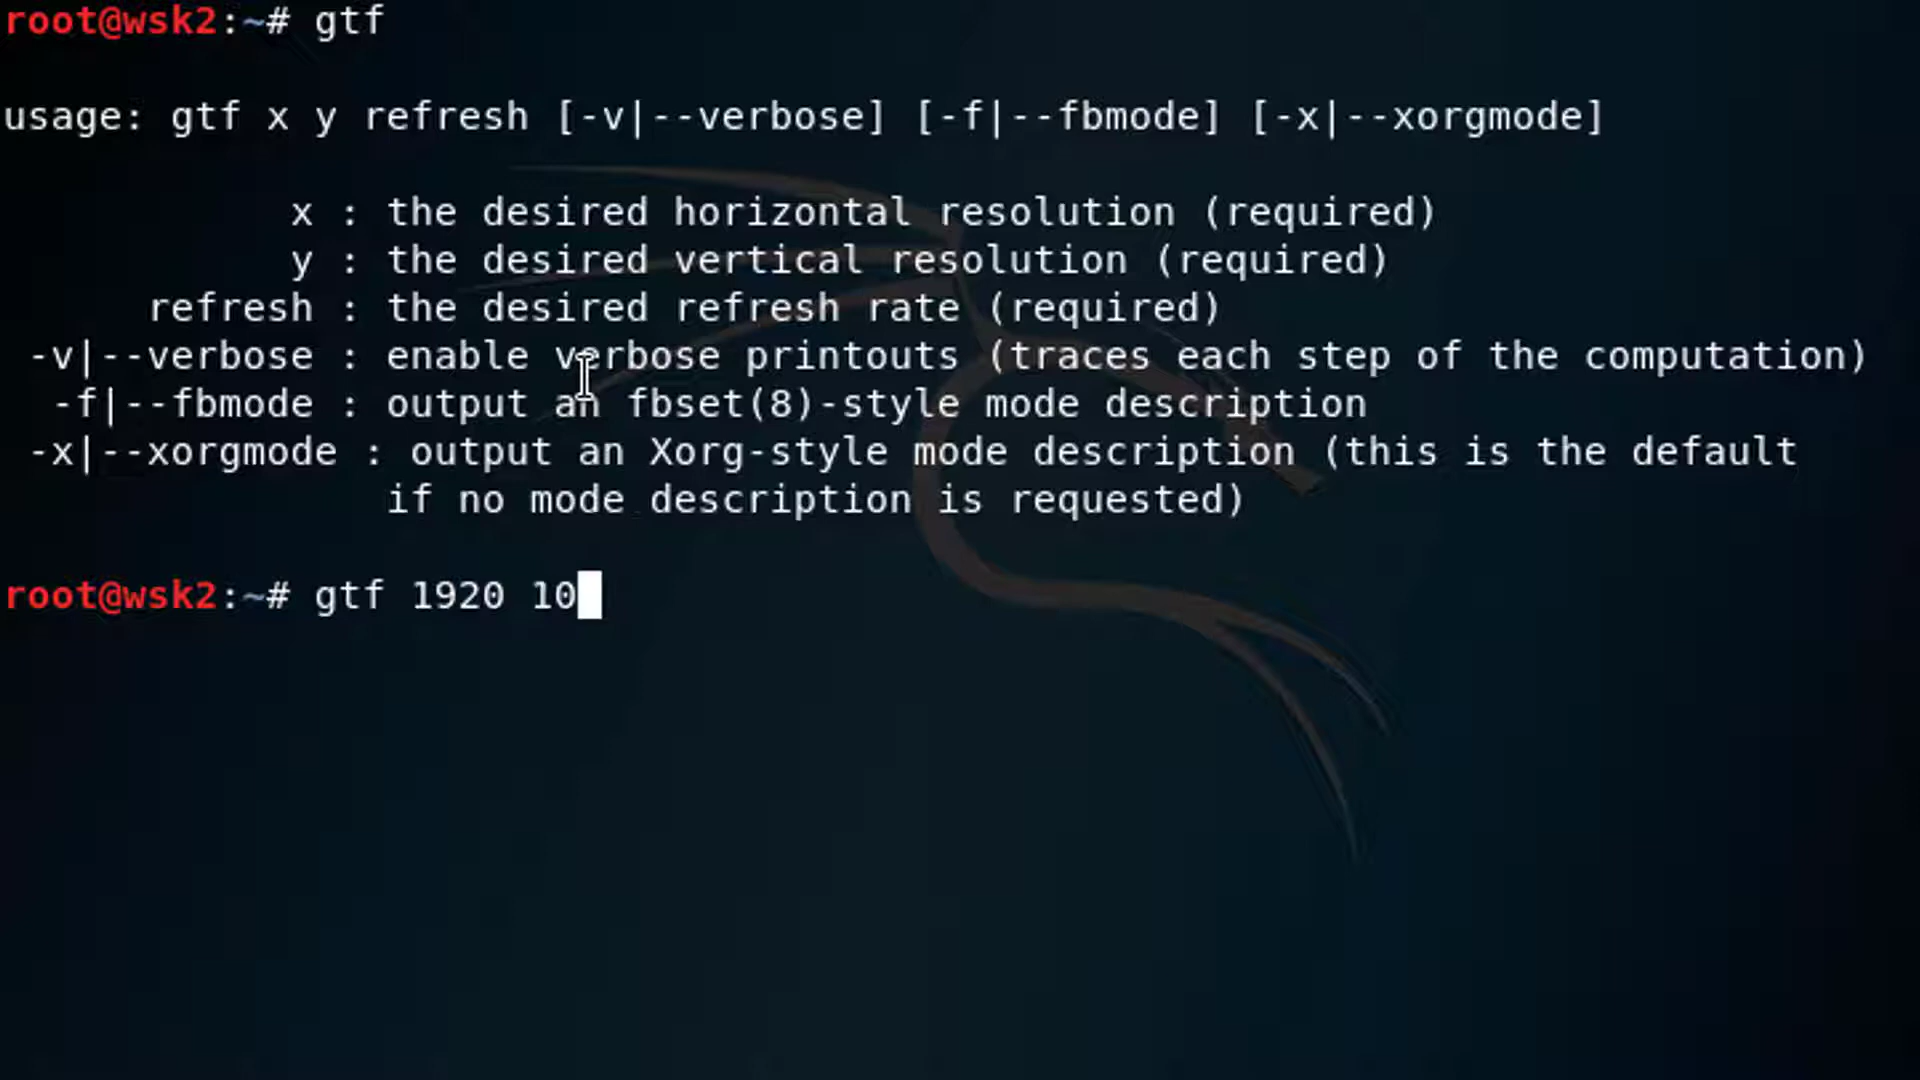 root@wsk2:~# gtf
usage: gtf x y refresh [-v|--verbose] [-f|--fbmode] [-x|--xorgmode]
x : the desired horizontal resolution (required)
y : the desired vertical resolution (required)
refresh : the desired refresh rate (required)
-v|--verbose : enable verbose printouts (traces each step of the computation)
-f|--fbmode : output an fbset(8)-style mode description
-x|--xorgmode : output an Xorg-style mode description (this is the default
if no mode description is requested)
root@wsk2:~# gtf 1920 10